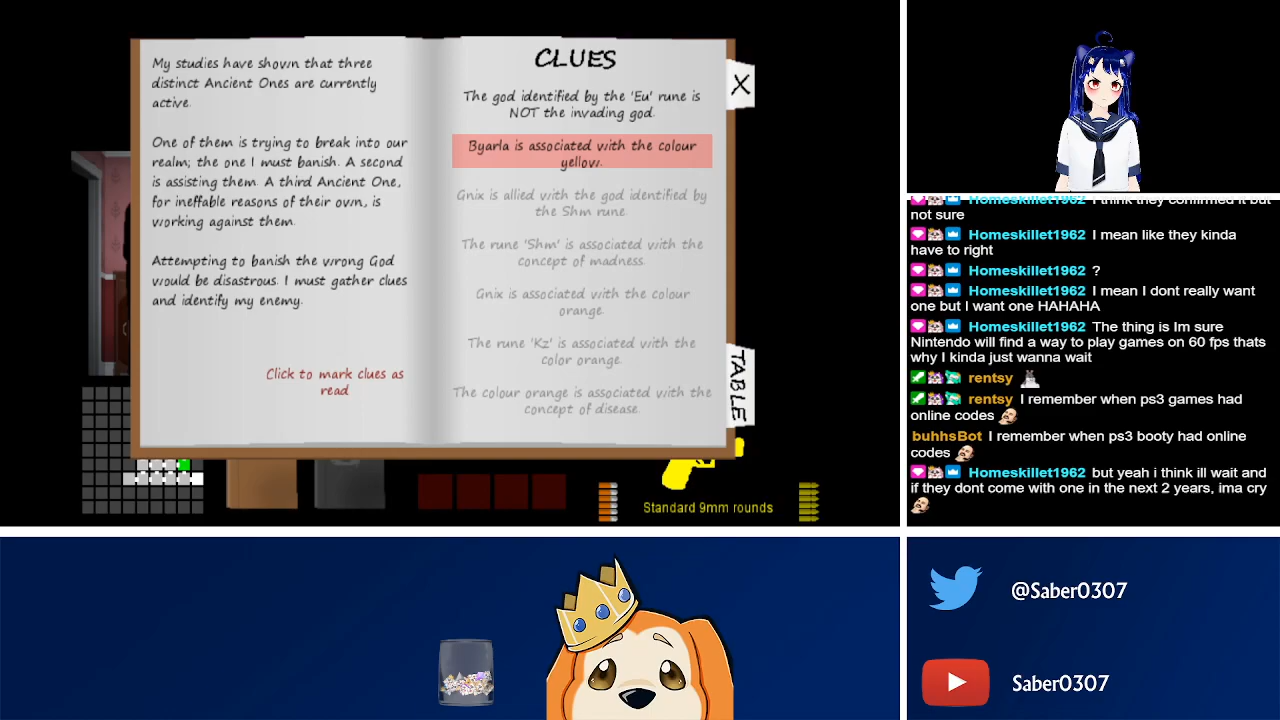 My studies have shown that three
distinct Ancient Ones are currently
active.
One of them is trying to break into our
realm; the one I must banish. A second
is assisting them. A third Ancient One,
for ineffable reasons of their own, is
working against them.
Attempting to banish the wrong God
would be disastrous. I must gather clues
and identify my enemy.
Click to mark clues as
read
CLUES
The god identified by the 'Eu' rune is
NOT the invading god.
Byarla is associated with the colour
yellow.
Gnix is allied with the god identified by
the Shm rune.
The rune 'Shm' is associated with the
concept of madness.
Gnix is associated with the colour
orange.
The rune 'Kz' is associated with the
color orange.
The colour orange is associated with the
concept of disease.
X
TABLE
Standard 9mm rounds
Homeskillet1962 I think they confirmed it but
not sure
Homeskillet1962 I mean like they kinda
have to right
Homeskillet1962 ?
Homeskillet1962 I mean I dont really want
one but I want one HAHAHA
Homeskillet1962 The thing is Im sure
Nintendo will find a way to play games on 60 fps thats
why I kinda just wanna wait
rentsy
rentsy I remember when ps3 games had
online codes
buhhsBot I remember when ps3 booty had online
codes
Homeskillet1962 but yeah i think ill wait and
if they dont come with one in the next 2 years, ima cry
@Saber0307
Saber0307